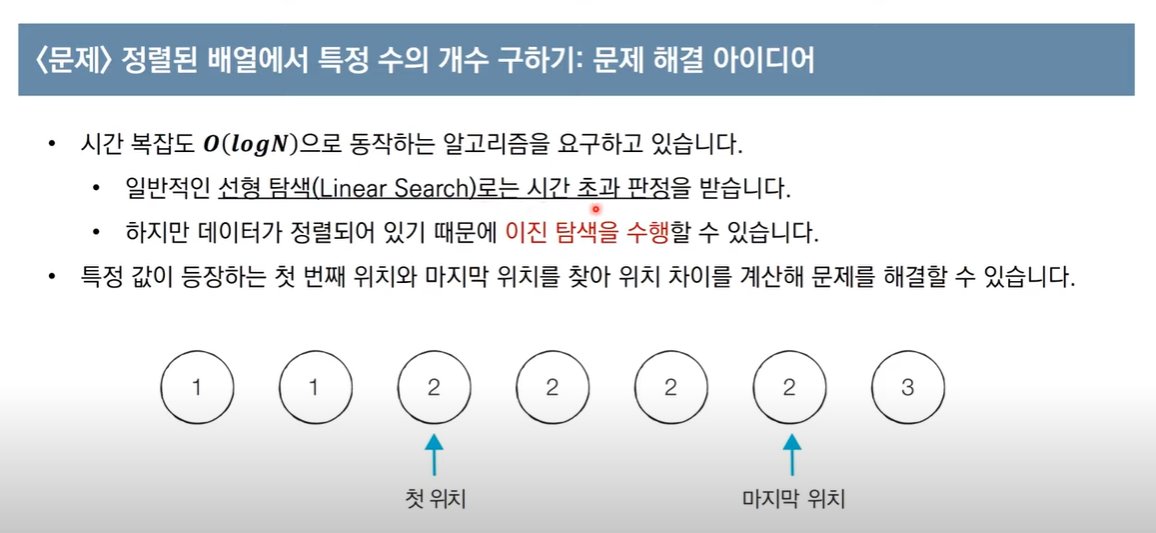 〈문제〉 정렬된 배열에서 특정 수의 개수 구하기: 문제 해결 아이디어
• 시간 복잡도 O(logN)으로 동작하는 알고리즘을 요구하고 있습니다.
• 일반적인 선형 탐색(Linear Search)로는 시간 초과 판정을 받습니다.
• 하지만 데이터가 정렬되어 있기 때문에 이진 탐색을 수행할 수 있습니다.
• 특정 값이 등장하는 첫 번째 위치와 마지막 위치를 찾아 위치 차이를 계산해 문제를 해결할 수 있습니다.
1 1 2 2 2 2 3
첫 위치 마지막 위치